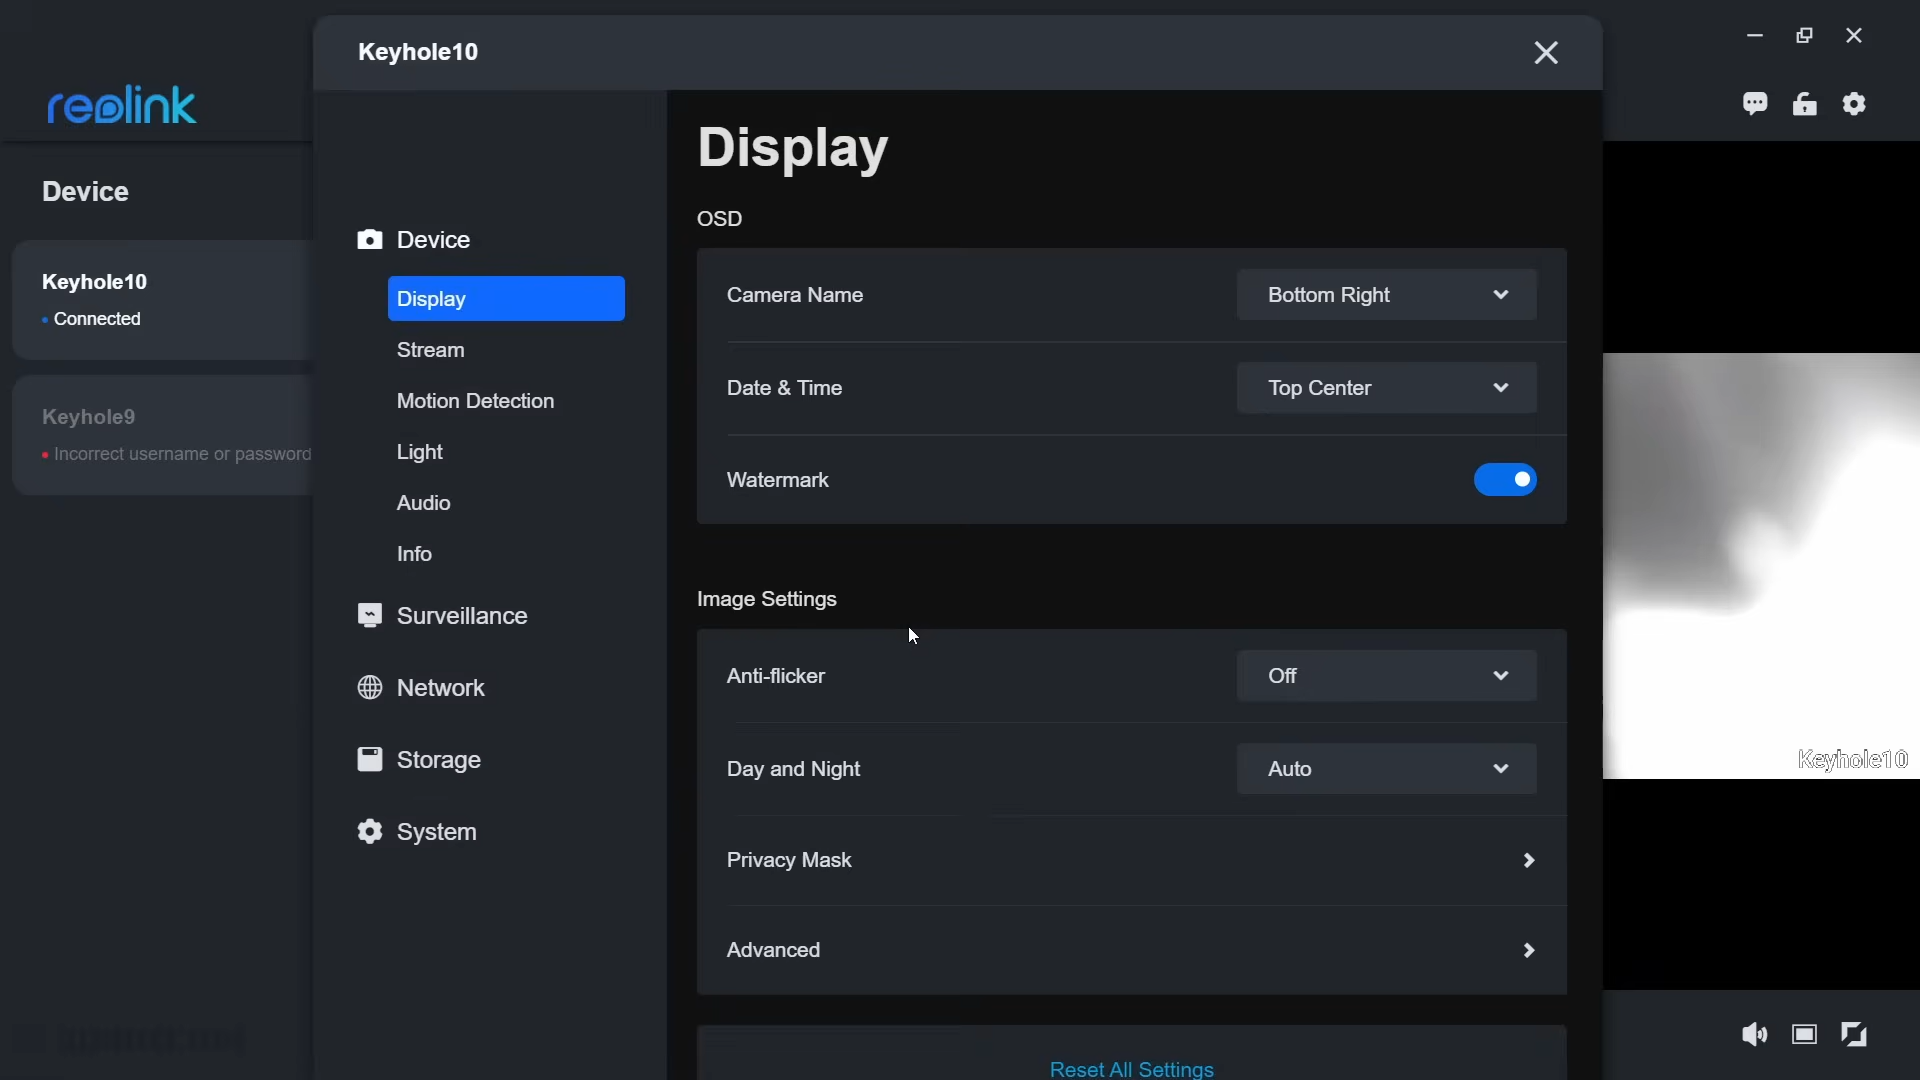 Keyhole10
reolink
Device
Keyhole10
Connected
Keyhole9
Incorrect username or password
Device
Display
Stream
Motion Detection
Light
Audio
Info
Surveillance
Network
Storage
System
Display
OSD
Camera Name
Bottom Right
Date & Time
Top Center
Watermark
Image Settings
Anti-flicker
Off
Day and Night
Auto
Privacy Mask
Advanced
Reset All Settings
Keyhole10